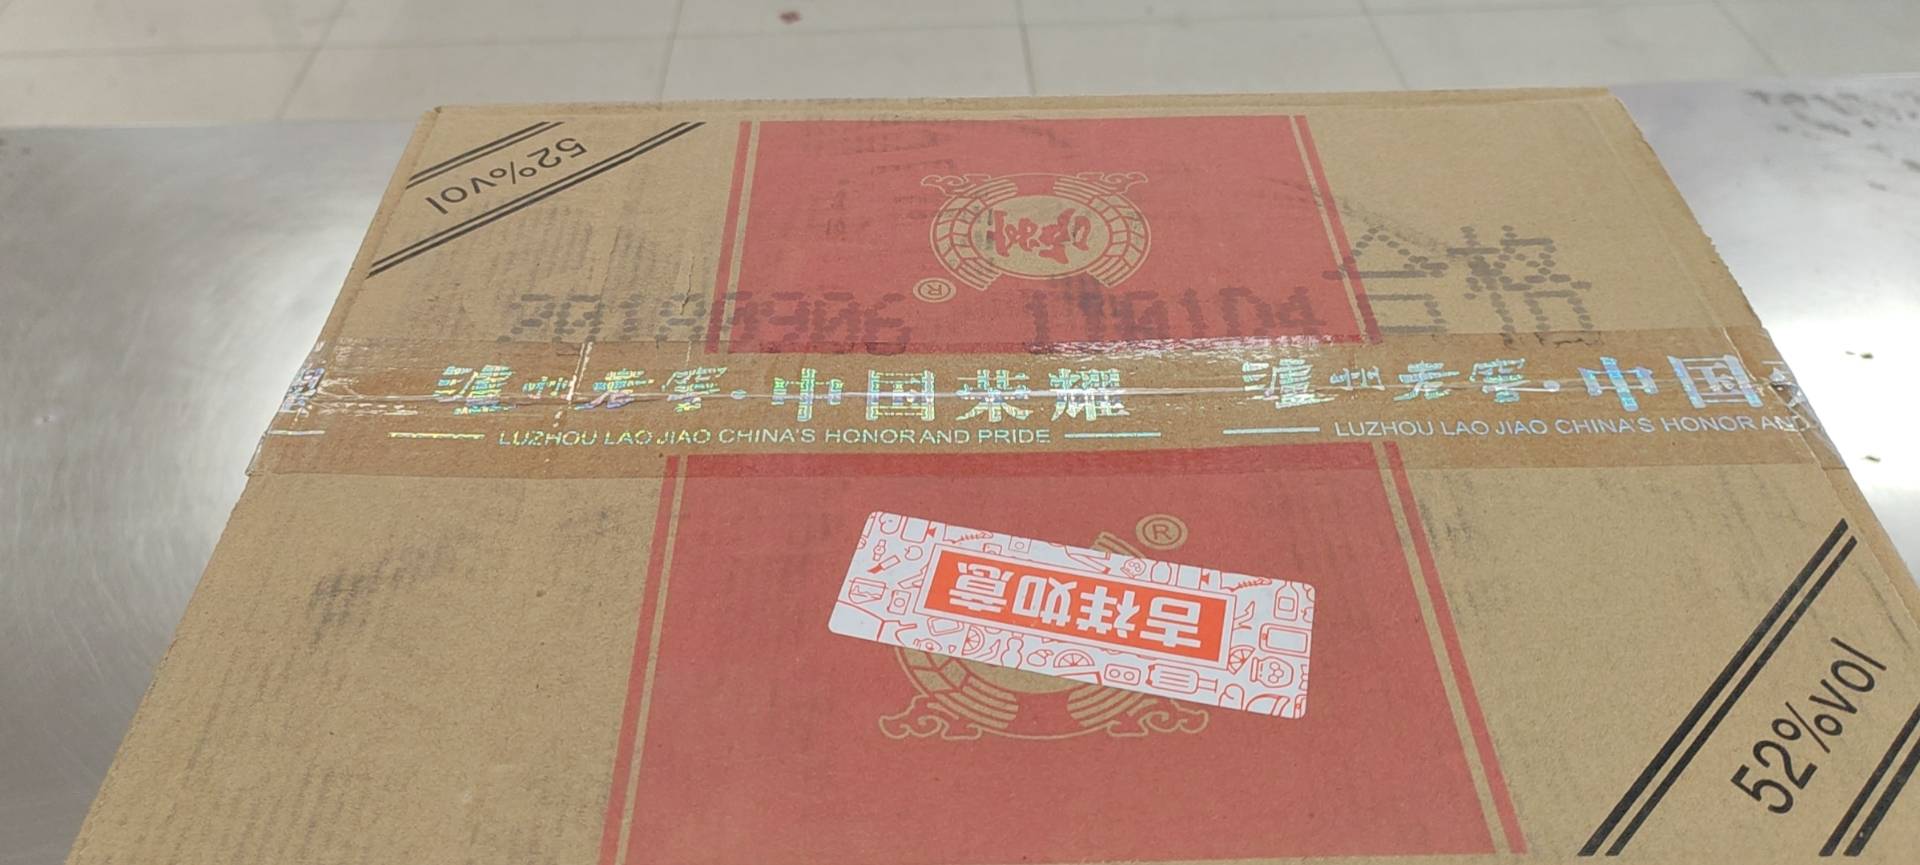 52%vol
®
20180906 1701104 合格
泸州老窖·中国荣耀 泸州老窖·中国
LUZHOU LAO JIAO CHINA'S HONOR AND PRIDE LUZHOU LAO JIAO CHINA'S HONOR AND
®
吉祥如意
52%vol